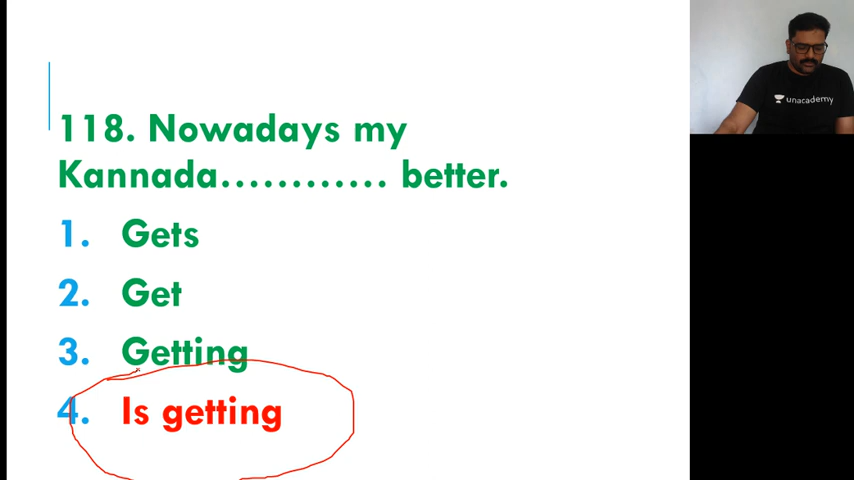 118. Nowadays my
Kannada............ better.
1. Gets
2. Get
3. Getting
4. Is getting
unacademy